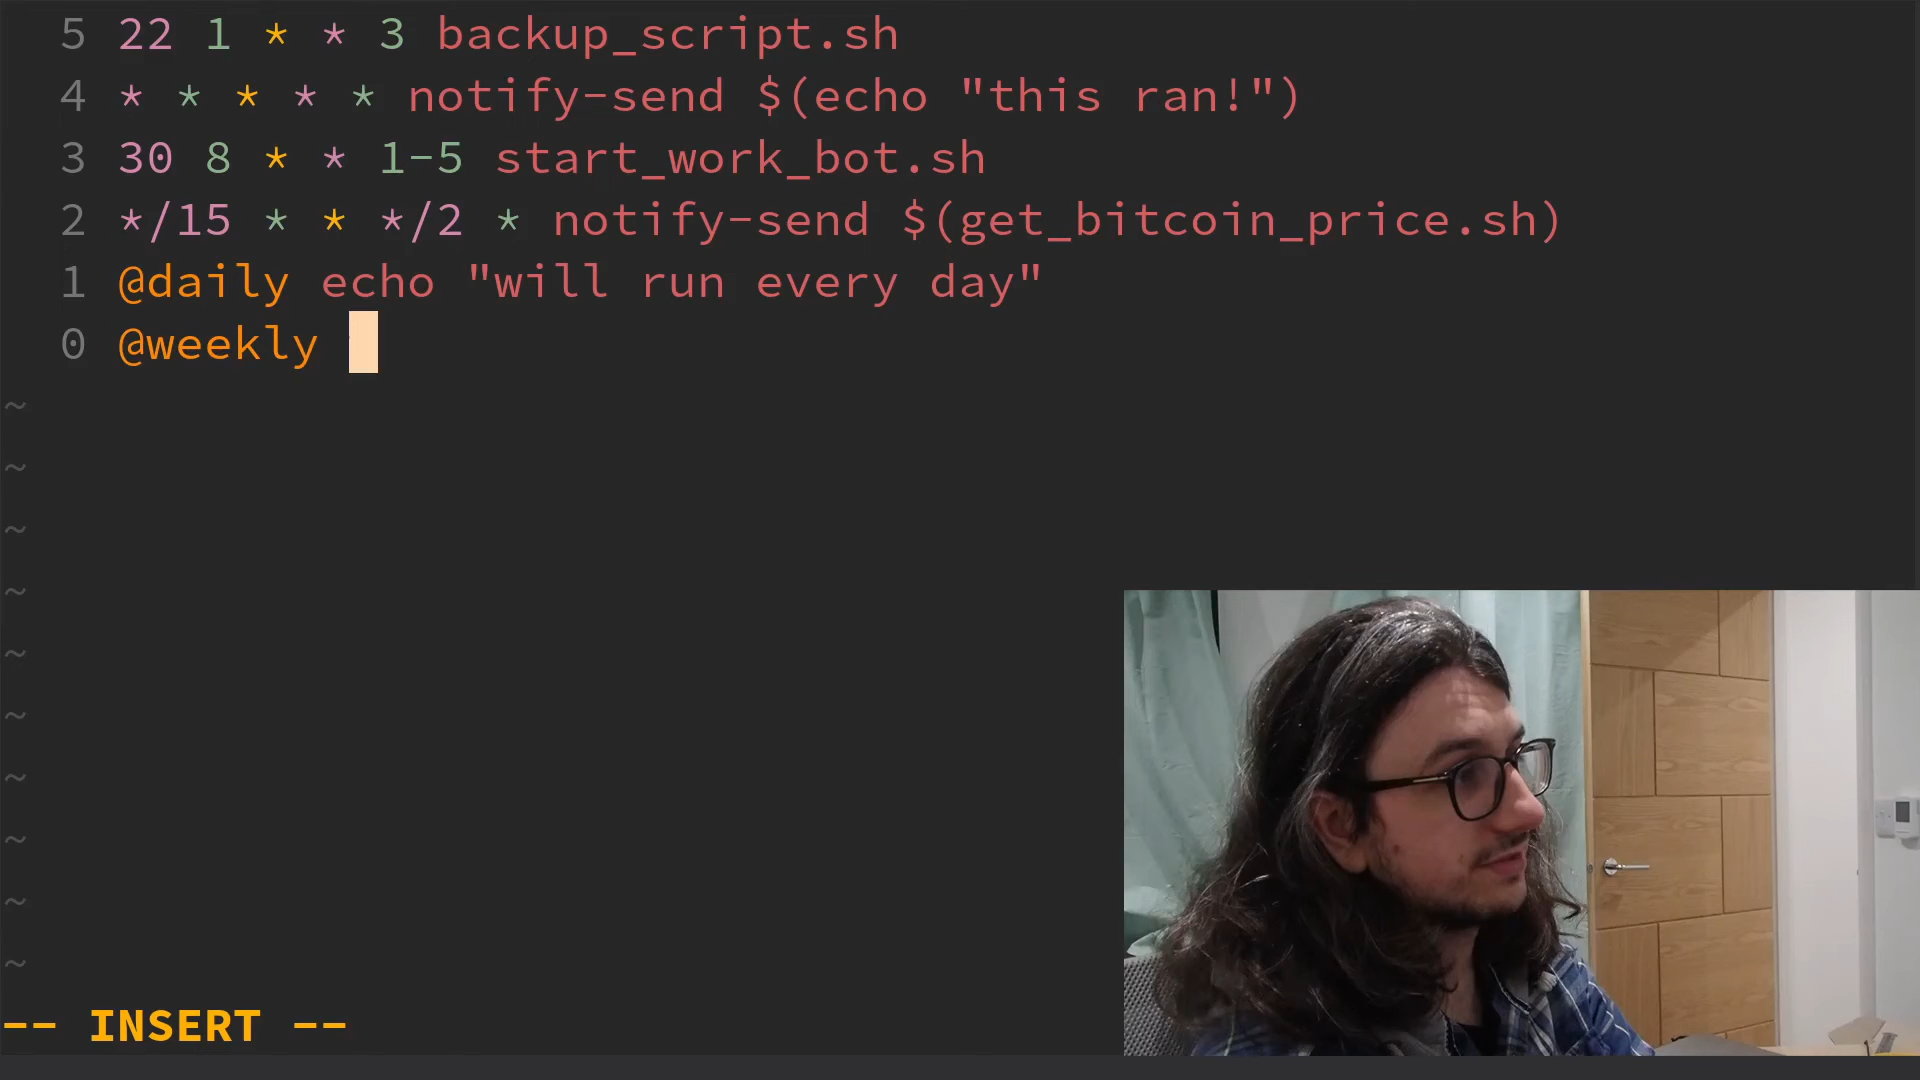 5 22 1 * * 3 backup_script.sh
4 * * * * * notify-send $(echo "this ran!")
3 30 8 * * 1-5 start_work_bot.sh
2 */15 * * */2 * notify-send $(get_bitcoin_price.sh)
1 @daily echo "will run every day"
0 @weekly
~
~
~
~
~
~
~
~
~
~
-- INSERT --